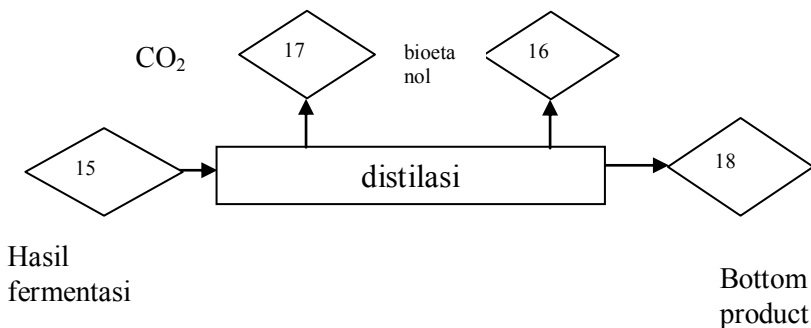 CO₂
17
bioeta
nol
16
15
distilasi
18
Hasil
fermentasi
Bottom
product